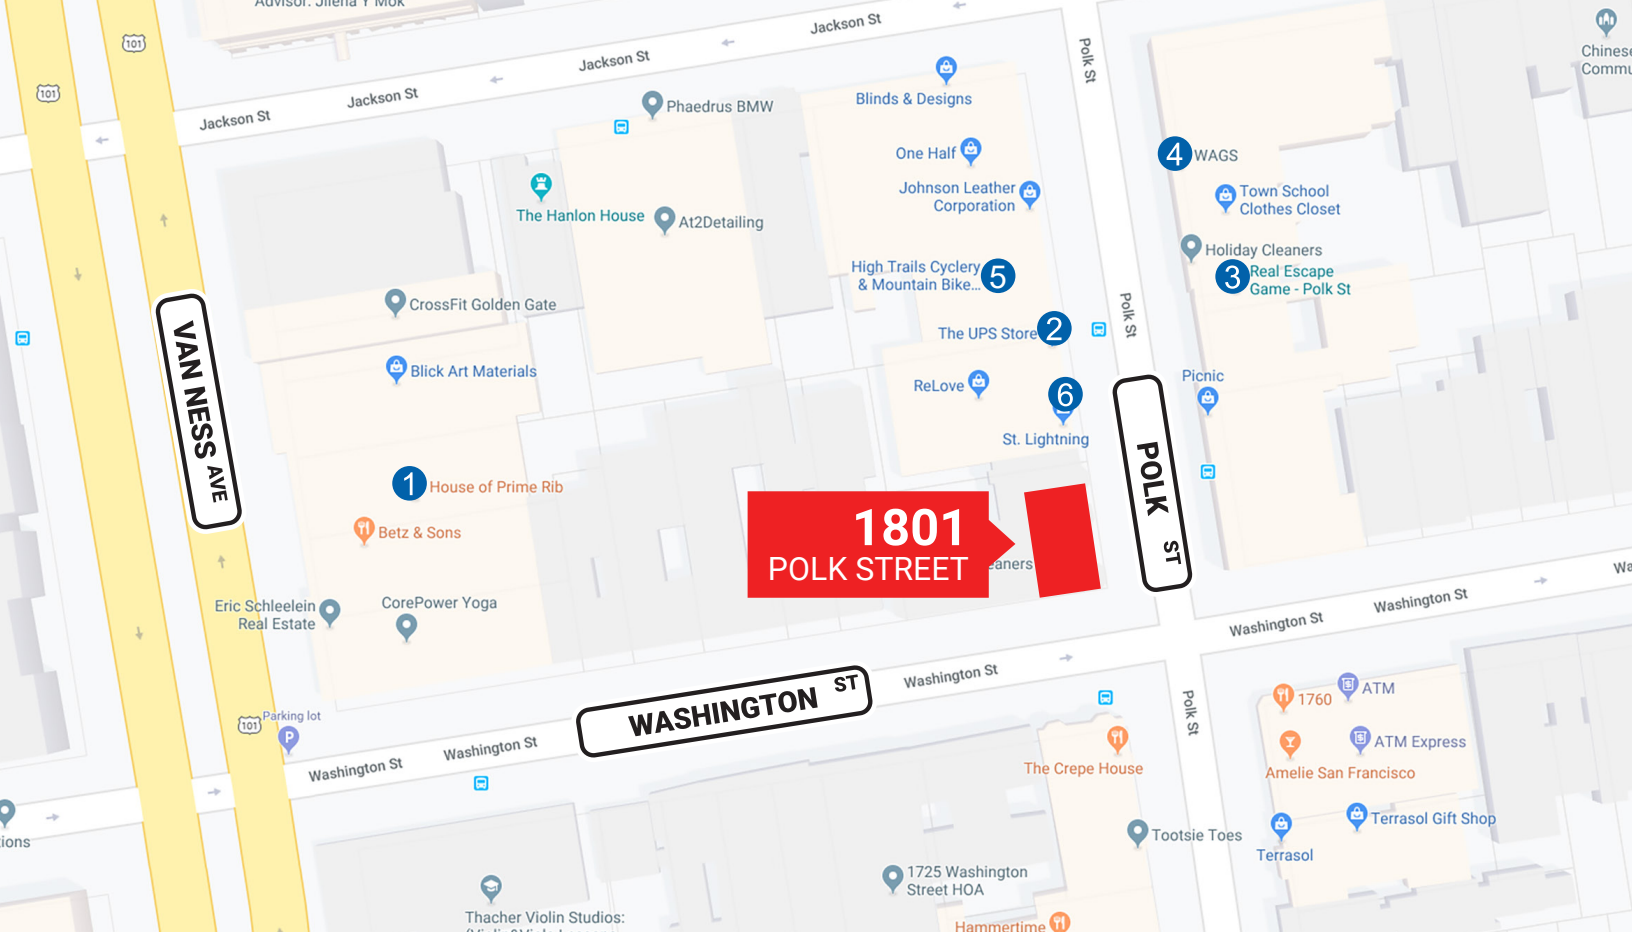 Advisor: Jilena Y Mok
Jackson St
Jackson St
Jackson St
Jackson St
Polk St
101
101
Chinese
Commu
Blinds & Designs
Phaedrus BMW
One Half
4 WAGS
Johnson Leather
Corporation
Town School
Clothes Closet
The Hanlon House
At2Detailing
Holiday Cleaners
High Trails Cyclery
& Mountain Bike...
5
3
Real Escape
Game - Polk St
CrossFit Golden Gate
Polk St
The UPS Store
2
VAN NESS AVE
Blick Art Materials
ReLove
6
Picnic
St. Lightning
POLK ST
1 House of Prime Rib
Betz & Sons
1801
POLK STREET
eaners
Eric Schleelein
Real Estate
CorePower Yoga
Washington St
Washington St
Wa
Washington St
WASHINGTON ST
Parking lot
P
101
Washington St
Washington St
Polk St
1760
ATM
ATM Express
The Crepe House
Amelie San Francisco
Terrasol Gift Shop
Tootsie Toes
Terrasol
ions
1725 Washington
Street HOA
Thacher Violin Studios:
Hammertime